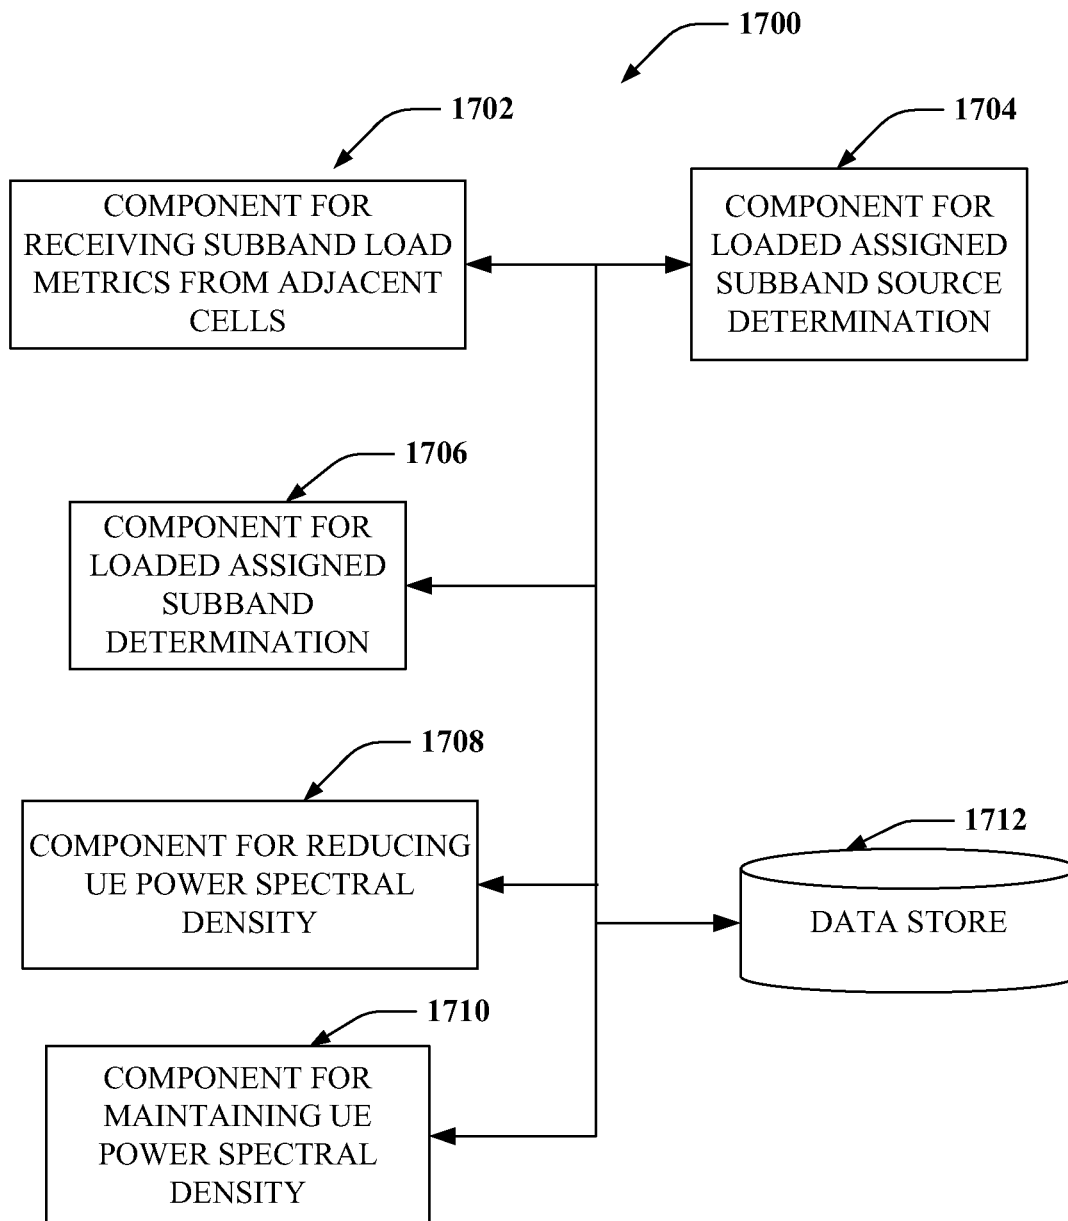 1700
1702
1704
COMPONENT FOR
RECEIVING SUBBAND LOAD
METRICS FROM ADJACENT
CELLS
COMPONENT FOR
LOADED ASSIGNED
SUBBAND SOURCE
DETERMINATION
1706
COMPONENT FOR
LOADED ASSIGNED
SUBBAND
DETERMINATION
1708
COMPONENT FOR REDUCING
UE POWER SPECTRAL
DENSITY
1712
DATA STORE
1710
COMPONENT FOR
MAINTAINING UE
POWER SPECTRAL
DENSITY